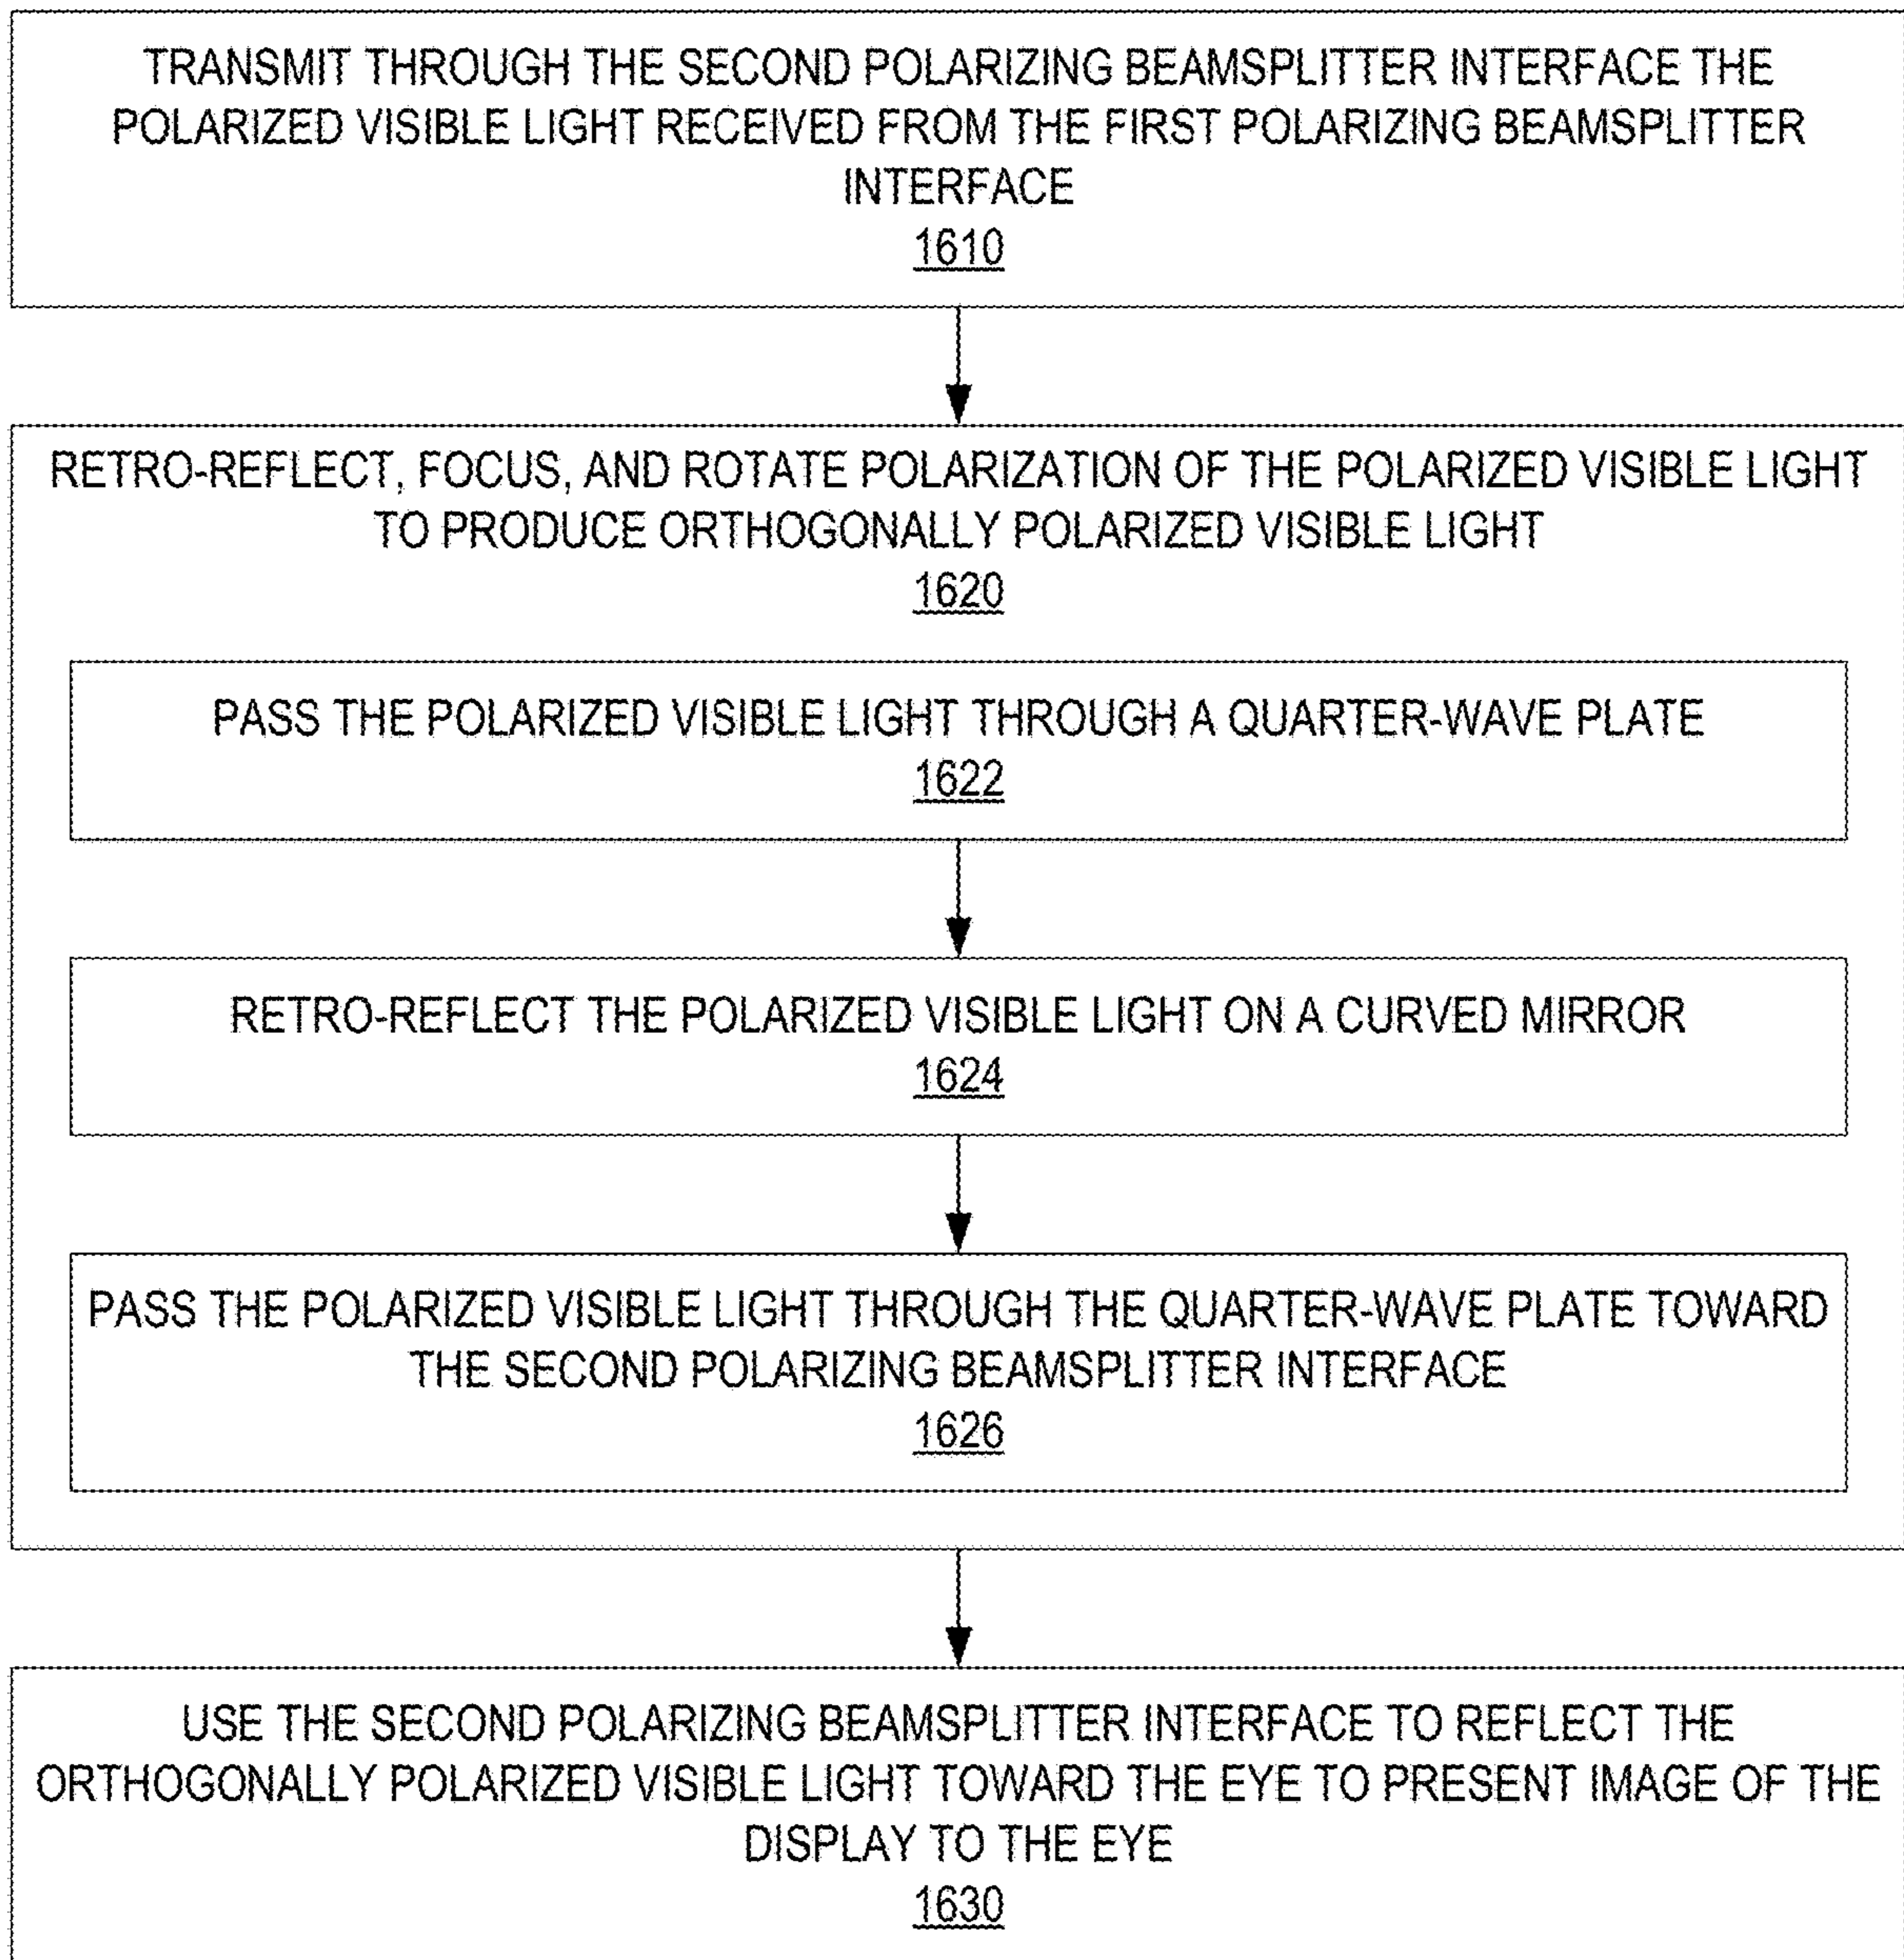 TRANSMIT THROUGH THE SECOND POLARIZING BEAMSPLITTER INTERFACE THE
POLARIZED VISIBLE LIGHT RECEIVED FROM THE FIRST POLARIZING BEAMSPLITTER
INTERFACE
1610
RETRO-REFLECT, FOCUS, AND ROTATE POLARIZATION OF THE POLARIZED VISIBLE LIGHT
TO PRODUCE ORTHOGONALLY POLARIZED VISIBLE LIGHT
1620
PASS THE POLARIZED VISIBLE LIGHT THROUGH A QUARTER-WAVE PLATE
1622
RETRO-REFLECT THE POLARIZED VISIBLE LIGHT ON A CURVED MIRROR
1624
PASS THE POLARIZED VISIBLE LIGHT THROUGH THE QUARTER-WAVE PLATE TOWARD
THE SECOND POLARIZING BEAMSPLITTER INTERFACE
1626
USE THE SECOND POLARIZING BEAMSPLITTER INTERFACE TO REFLECT THE
ORTHOGONALLY POLARIZED VISIBLE LIGHT TOWARD THE EYE TO PRESENT IMAGE OF THE
DISPLAY TO THE EYE
1630